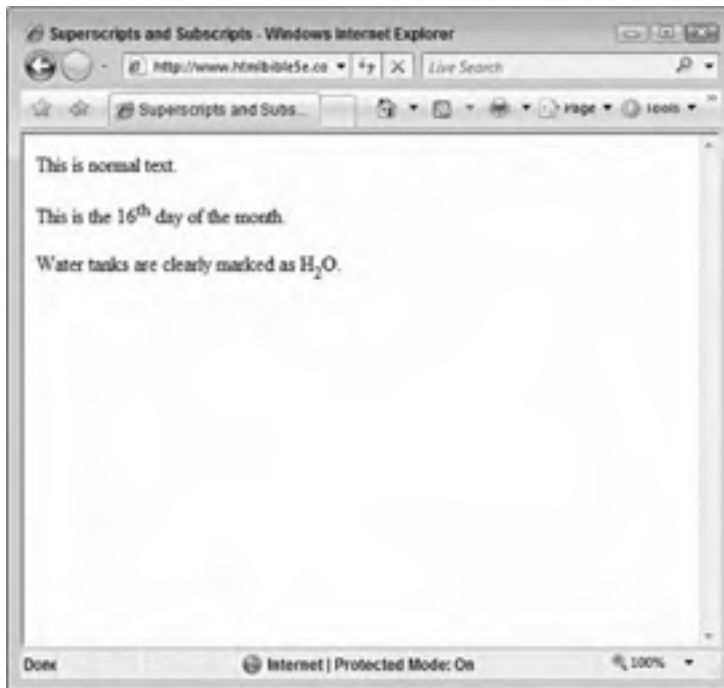 Superscripts and Subscripts - Windows Internet Explorer
http://www.htmlbible5e.co Live Search
Superscripts and Subs... Page Tools
This is normal text.
This is the 16th day of the month.
Water tanks are clearly marked as H₂O.
Done Internet | Protected Mode: On 100%